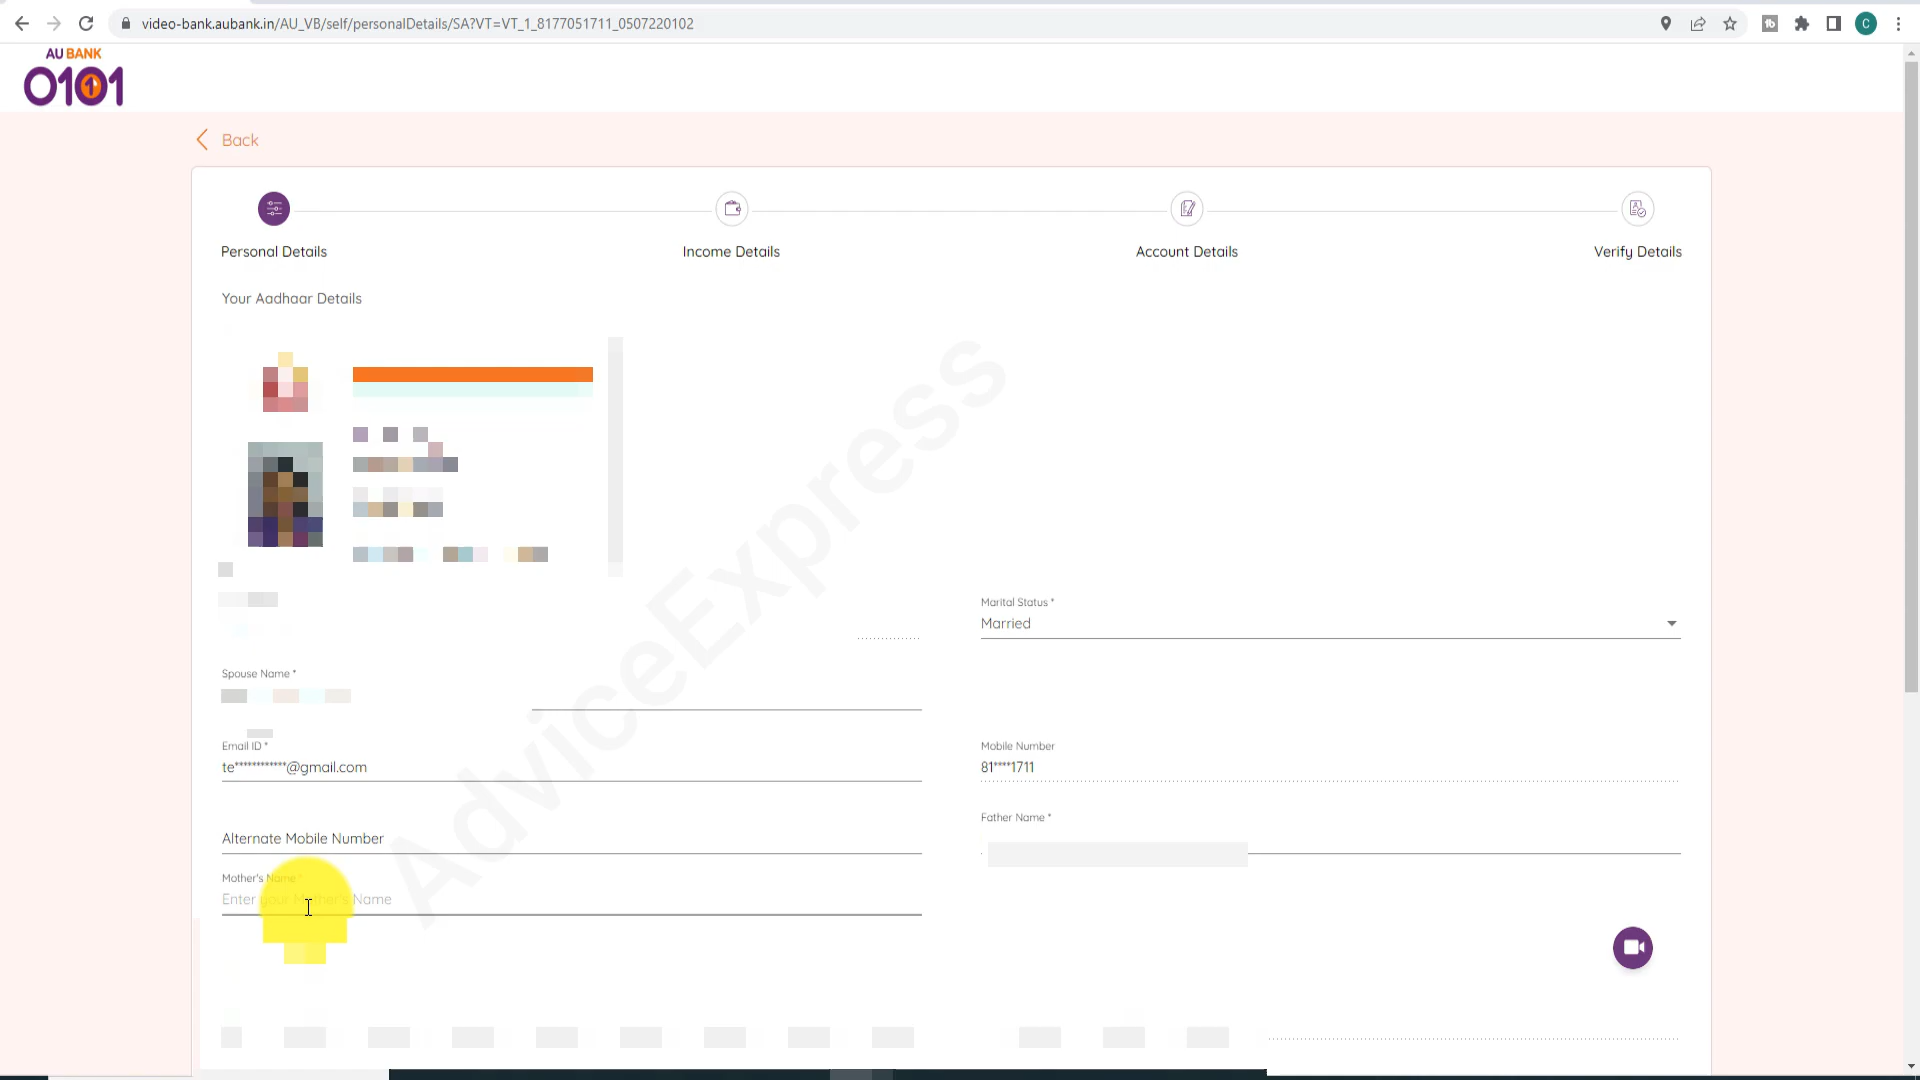 video-bank.aubank.in/AU_VB/self/personalDetails/SA?VT=VT_1_8177051711_0507220102
C
AU BANK
0101
Back
Personal Details
Income Details
Account Details
Verify Details
Your Aadhaar Details
Marital Status *
Married
Spouse Name *
Email ID *
te************@gmail.com
Mobile Number
81****1711
Alternate Mobile Number
Father Name *
Mother's Name *
Enter your Mother's Name
AdviceExpress